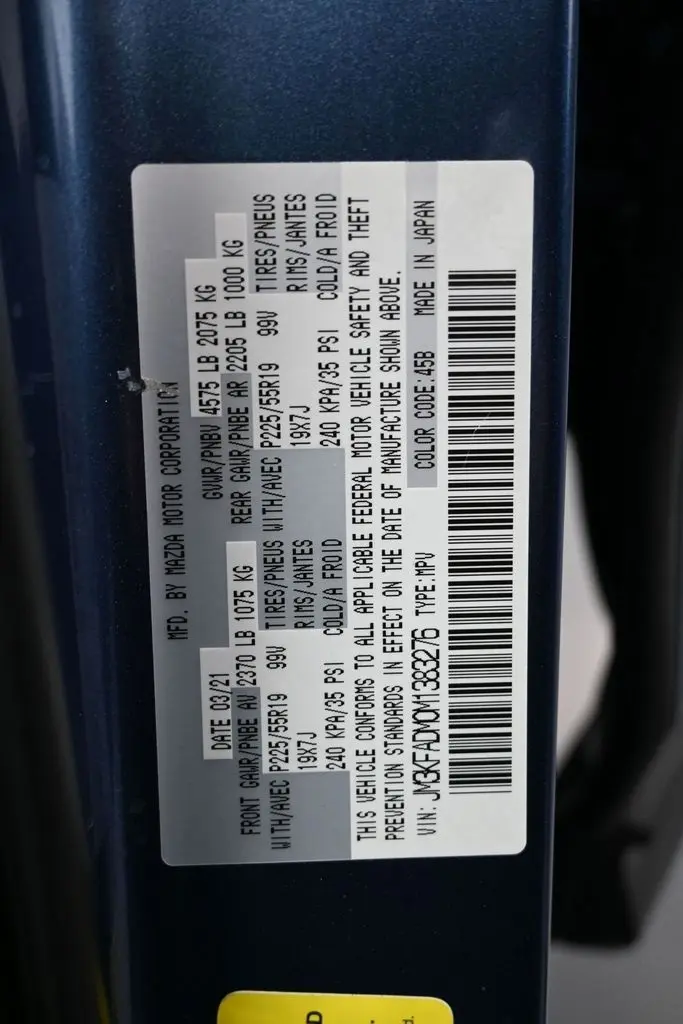 MFD. BY MAZDA MOTOR CORPORATION
DATE 03/21 GVWR/PNBV 4575 LB 2075 KG
FRONT GAWR/PNBE AV 2370 LB 1075 KG REAR GAWR/PNBE AR 2205 LB 1000 KG
WITH/AVEC P225/55R19 99V TIRES/PNEUS WITH/AVEC P225/55R19 99V TIRES/PNEUS
19X7J RIMS/JANTES 19X7J RIMS/JANTES
240 KPA/35 PSI COLD/A FROID 240 KPA/35 PSI COLD/A FROID
THIS VEHICLE CONFORMS TO ALL APPLICABLE FEDERAL MOTOR VEHICLE SAFETY AND THEFT
PREVENTION STANDARDS IN EFFECT ON THE DATE OF MANUFACTURE SHOWN ABOVE.
VIN: JM3KFADM0M1383276 TYPE:MPV COLOR CODE:45B MADE IN JAPAN